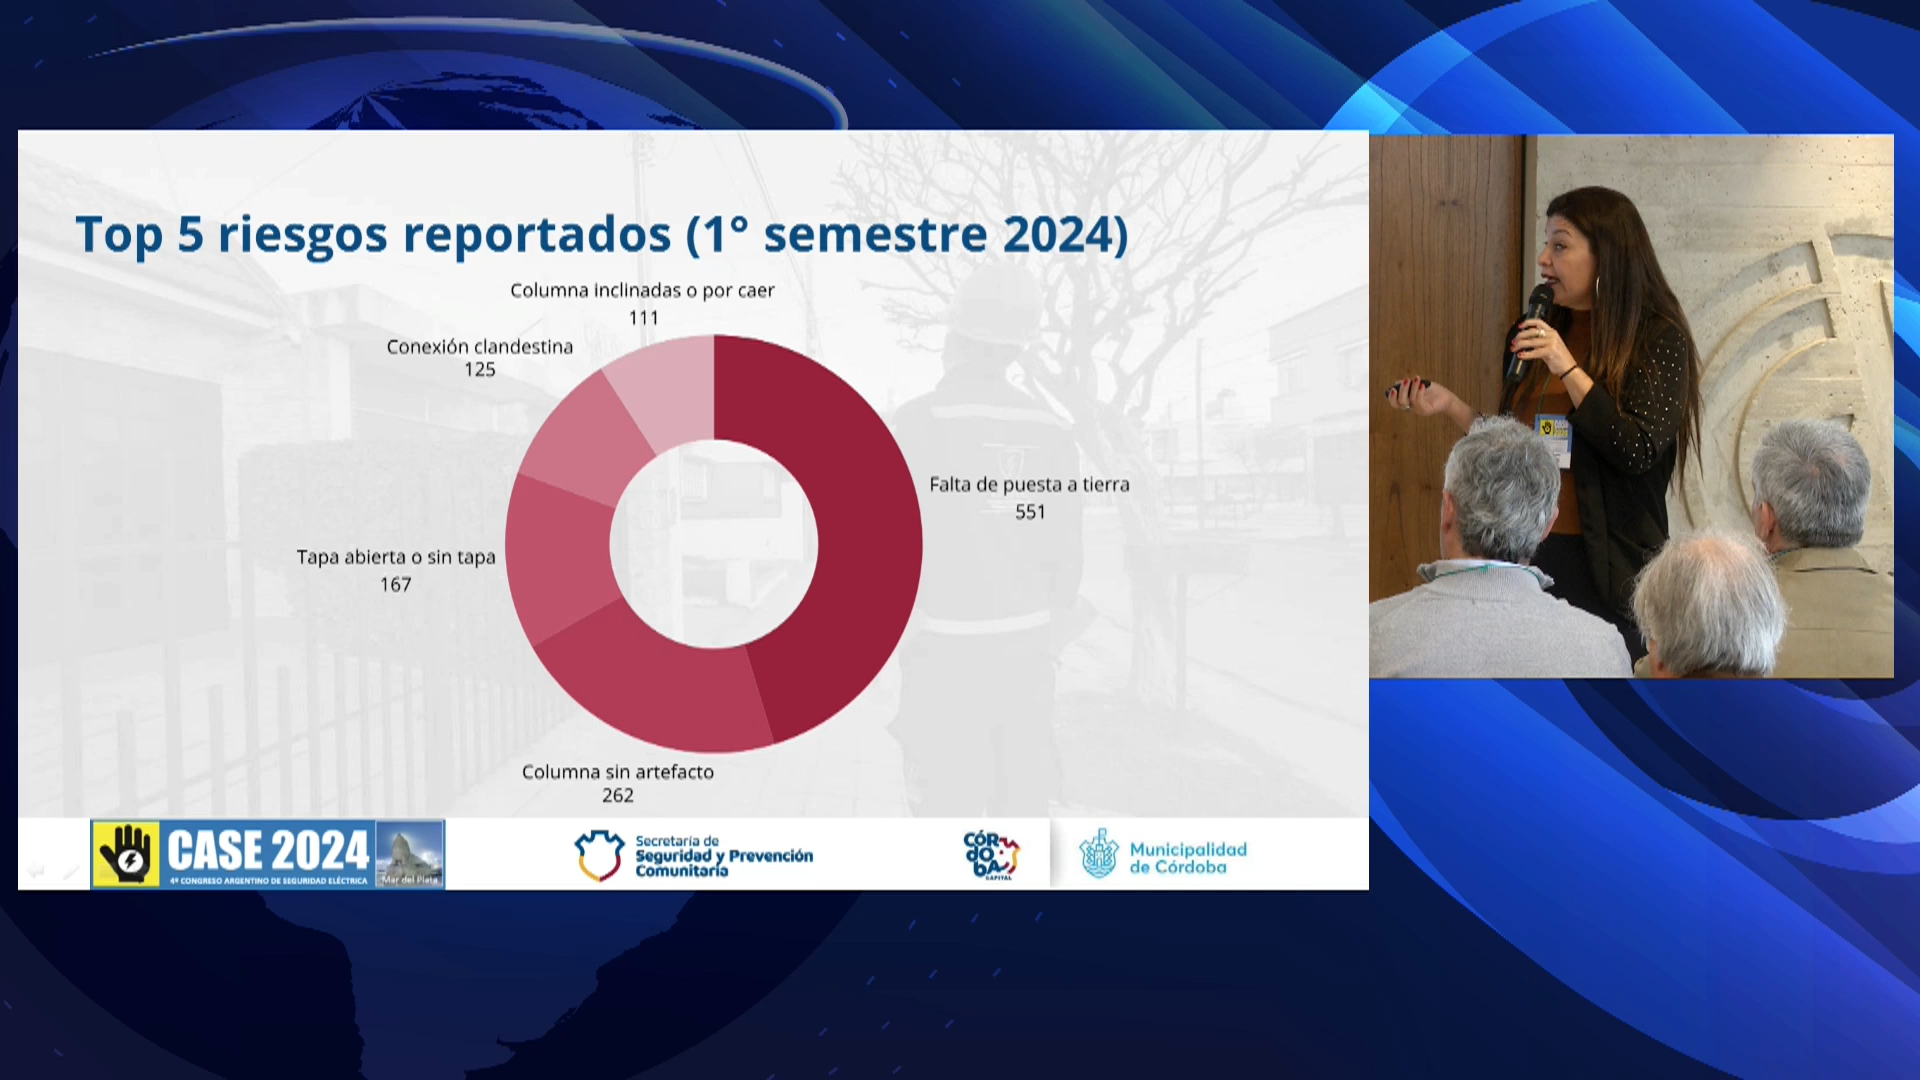 Top 5 riesgos reportados (1° semestre 2024)
Columna inclinadas o por caer
111
Conexión clandestina
125
Falta de puesta a tierra
551
Tapa abierta o sin tapa
167
Columna sin artefacto
262
CASE 2024
4º CONGRESO ARGENTINO DE SEGURIDAD ELÉCTRICA
Mar del Plata
Secretaría de
Seguridad y Prevención
Comunitaria
CÓR
DO
BA
CAPITAL
Municipalidad
de Córdoba